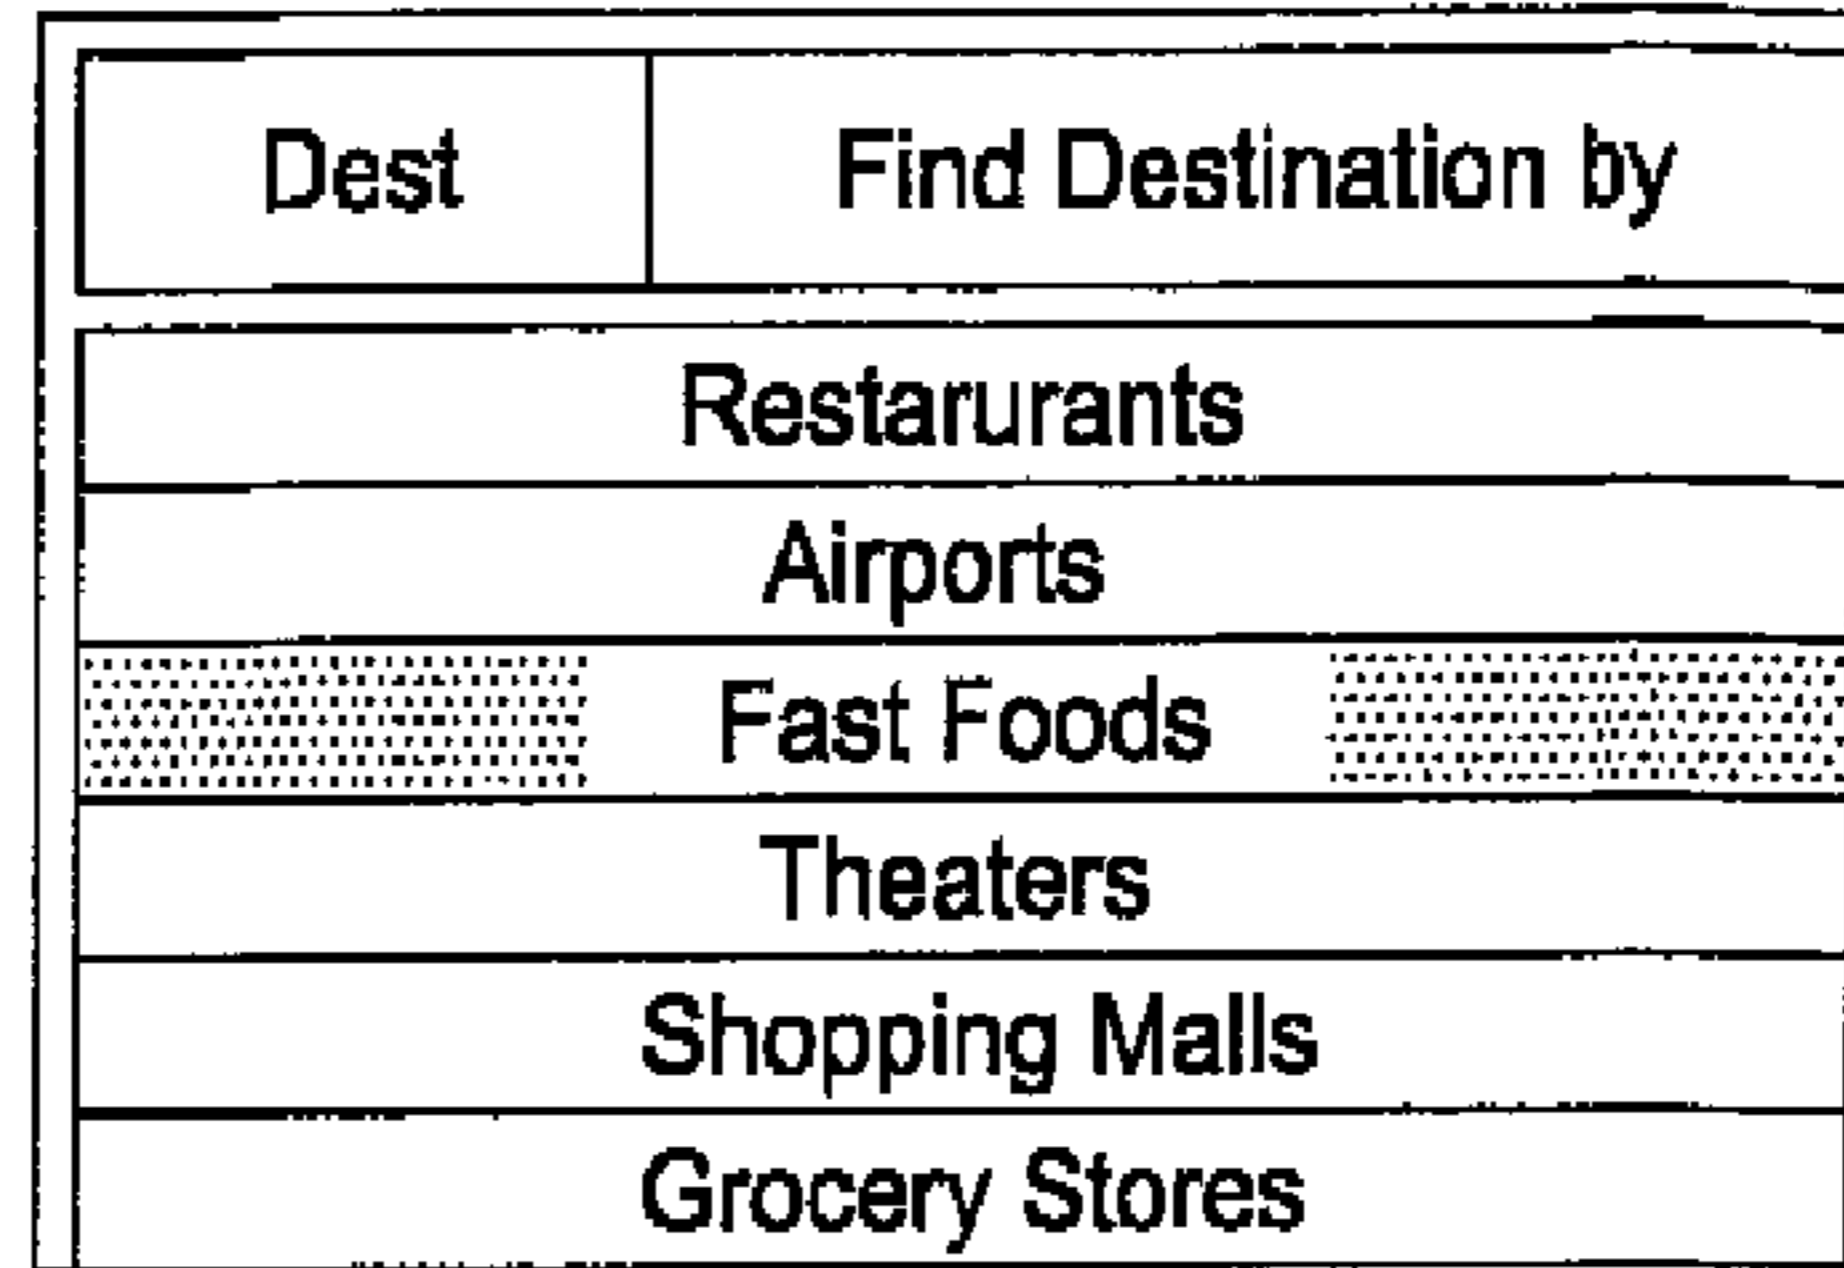 Dest Find Destination by
Restarurants
Airports
Fast Foods
Theaters
Shopping Malls
Grocery Stores